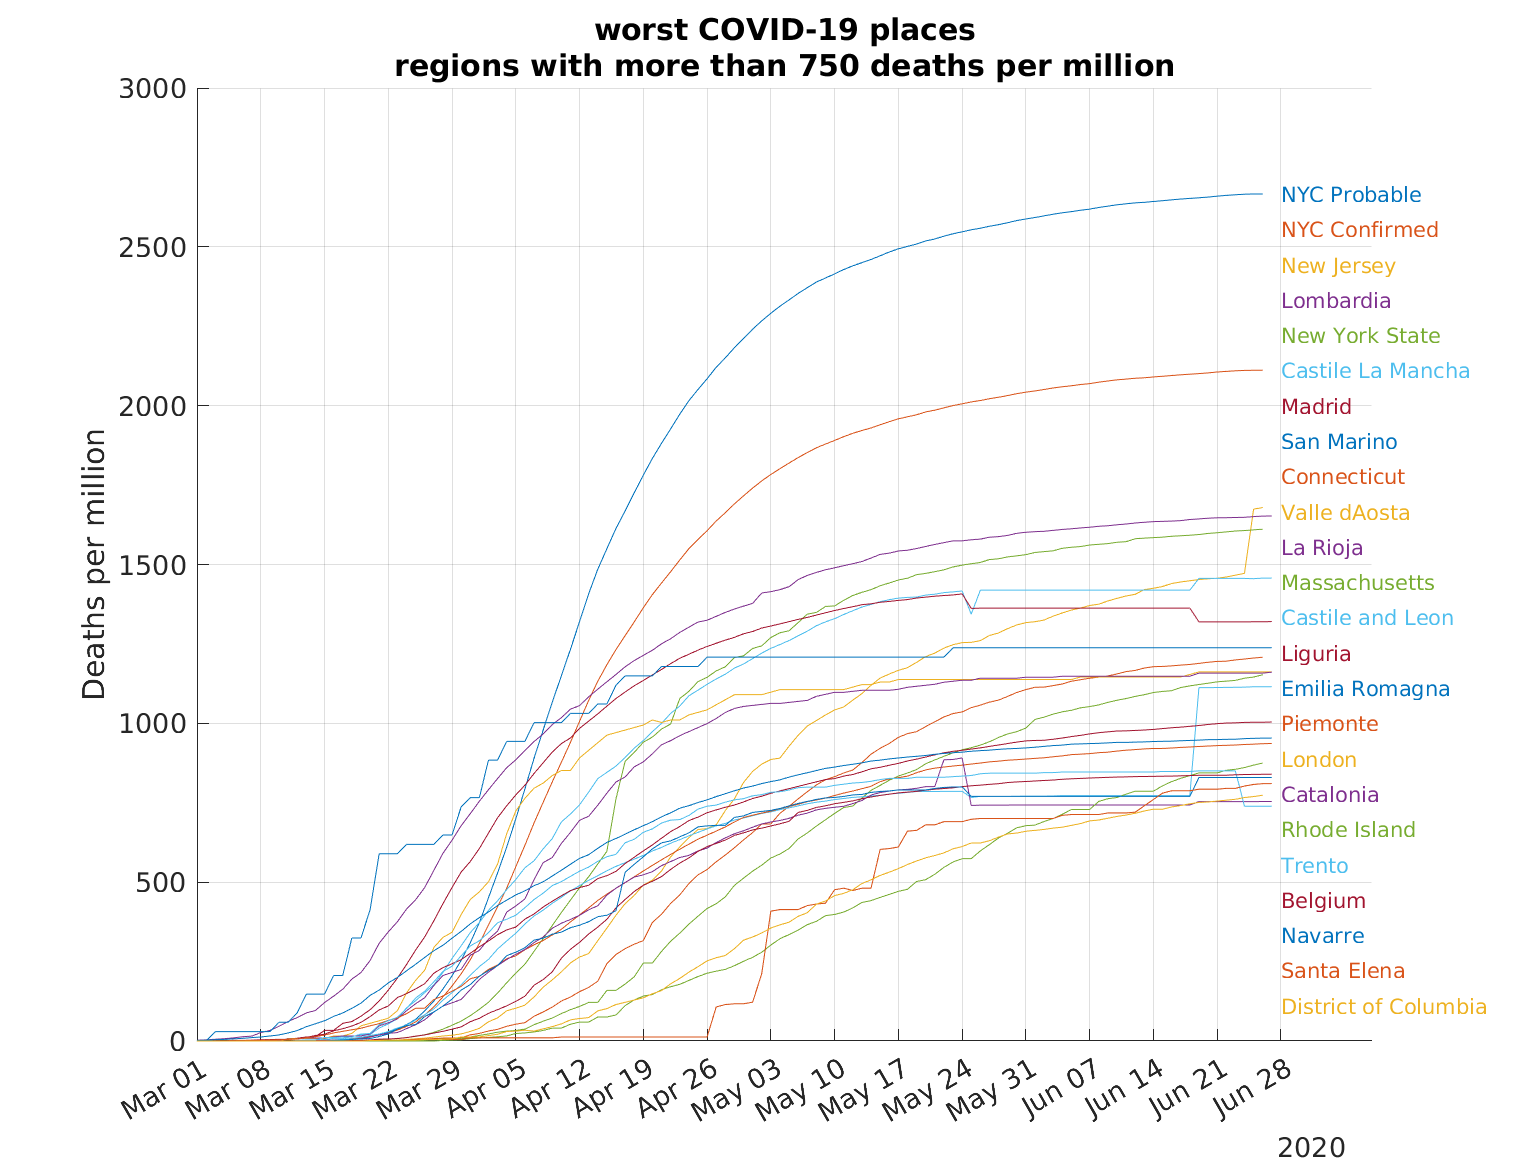 worst COVID-19 places
regions with more than 750 deaths per million
Deaths per million
3000
2500
2000
1500
1000
500
0
Mar 01
Mar 08
Mar 15
Mar 22
Mar 29
Apr 05
Apr 12
Apr 19
Apr 26
May 03
May 10
May 17
May 24
May 31
Jun 07
Jun 14
Jun 21
Jun 28
2020
NYC Probable
NYC Confirmed
New Jersey
Lombardia
New York State
Castile La Mancha
Madrid
San Marino
Connecticut
Valle dAosta
La Rioja
Massachusetts
Castile and Leon
Liguria
Emilia Romagna
Piemonte
London
Catalonia
Rhode Island
Trento
Belgium
Navarre
Santa Elena
District of Columbia